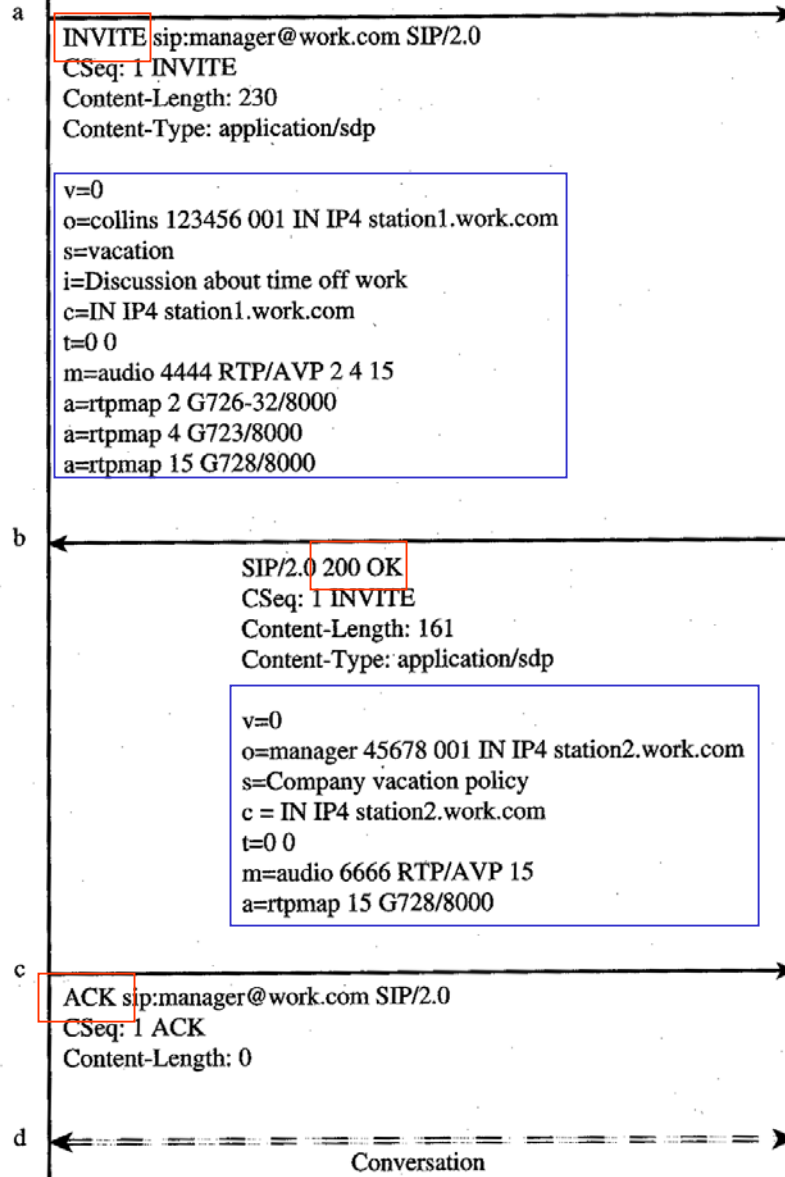 a
INVITE sip:manager@work.com SIP/2.0
CSeq: 1 INVITE
Content-Length: 230
Content-Type: application/sdp
v=0
o=collins 123456 001 IN IP4 station1.work.com
s=vacation
i=Discussion about time off work
c=IN IP4 station1.work.com
t=0 0
m=audio 4444 RTP/AVP 2 4 15
a=rtpmap 2 G726-32/8000
a=rtpmap 4 G723/8000
a=rtpmap 15 G728/8000
b
SIP/2.0 200 OK
CSeq: 1 INVITE
Content-Length: 161
Content-Type: application/sdp
v=0
o=manager 45678 001 IN IP4 station2.work.com
s=Company vacation policy
c = IN IP4 station2.work.com
t=0 0
m=audio 6666 RTP/AVP 15
a=rtpmap 15 G728/8000
c
ACK sip:manager@work.com SIP/2.0
CSeq: 1 ACK
Content-Length: 0
d
Conversation